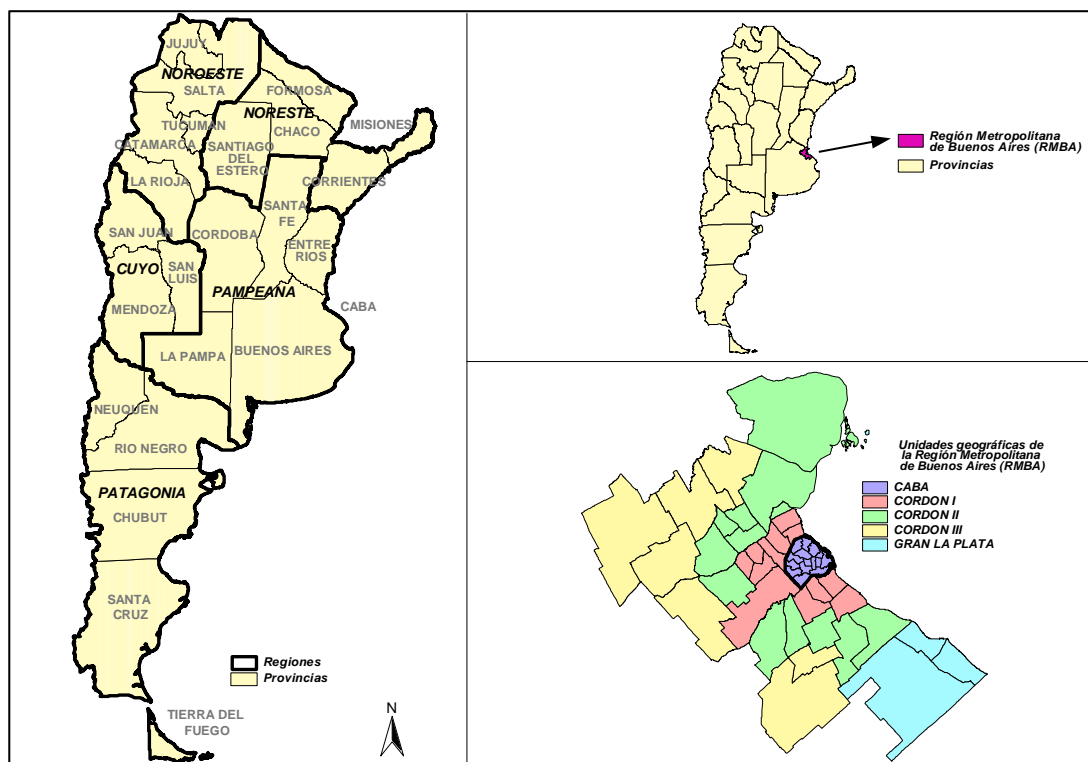 JUJUY
NOROESTE
SALTA
FORMOSA
NORESTE
CHACO
MISIONES
TUCUMAN
CATAMARCA
SANTIAGO
DEL
ESTERO
LA RIOJA
CORRIENTES
SANTA
FE
SAN JUAN
CORDOBA
ENTRE
RIOS
CUYO
SAN
LUIS
PAMPEANA
MENDOZA
CABA
LA PAMPA
BUENOS AIRES
NEUQUEN
RIO NEGRO
PATAGONIA
CHUBUT
SANTA
CRUZ
Regiones
Provincias
TIERRA DEL
FUEGO
N
Región Metropolitana
de Buenos Aires (RMBA)
Provincias
Unidades geográficas de
la Región Metropolitana
de Buenos Aires (RMBA)
CABA
CORDON I
CORDON II
CORDON III
GRAN LA PLATA